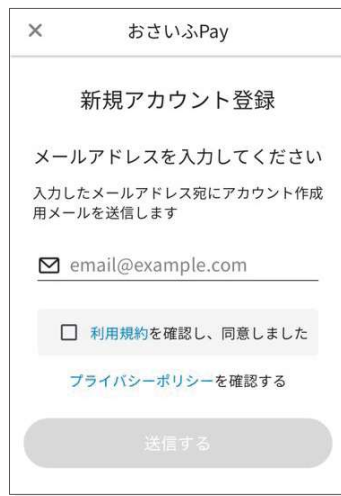 おさいふPay
新規アカウント登録
メールアドレスを入力してください
入力したメールアドレス宛にアカウント作成
用メールを送信します
email@example.com
利用規約を確認し、同意しました
プライバシーポリシーを確認する
送信する